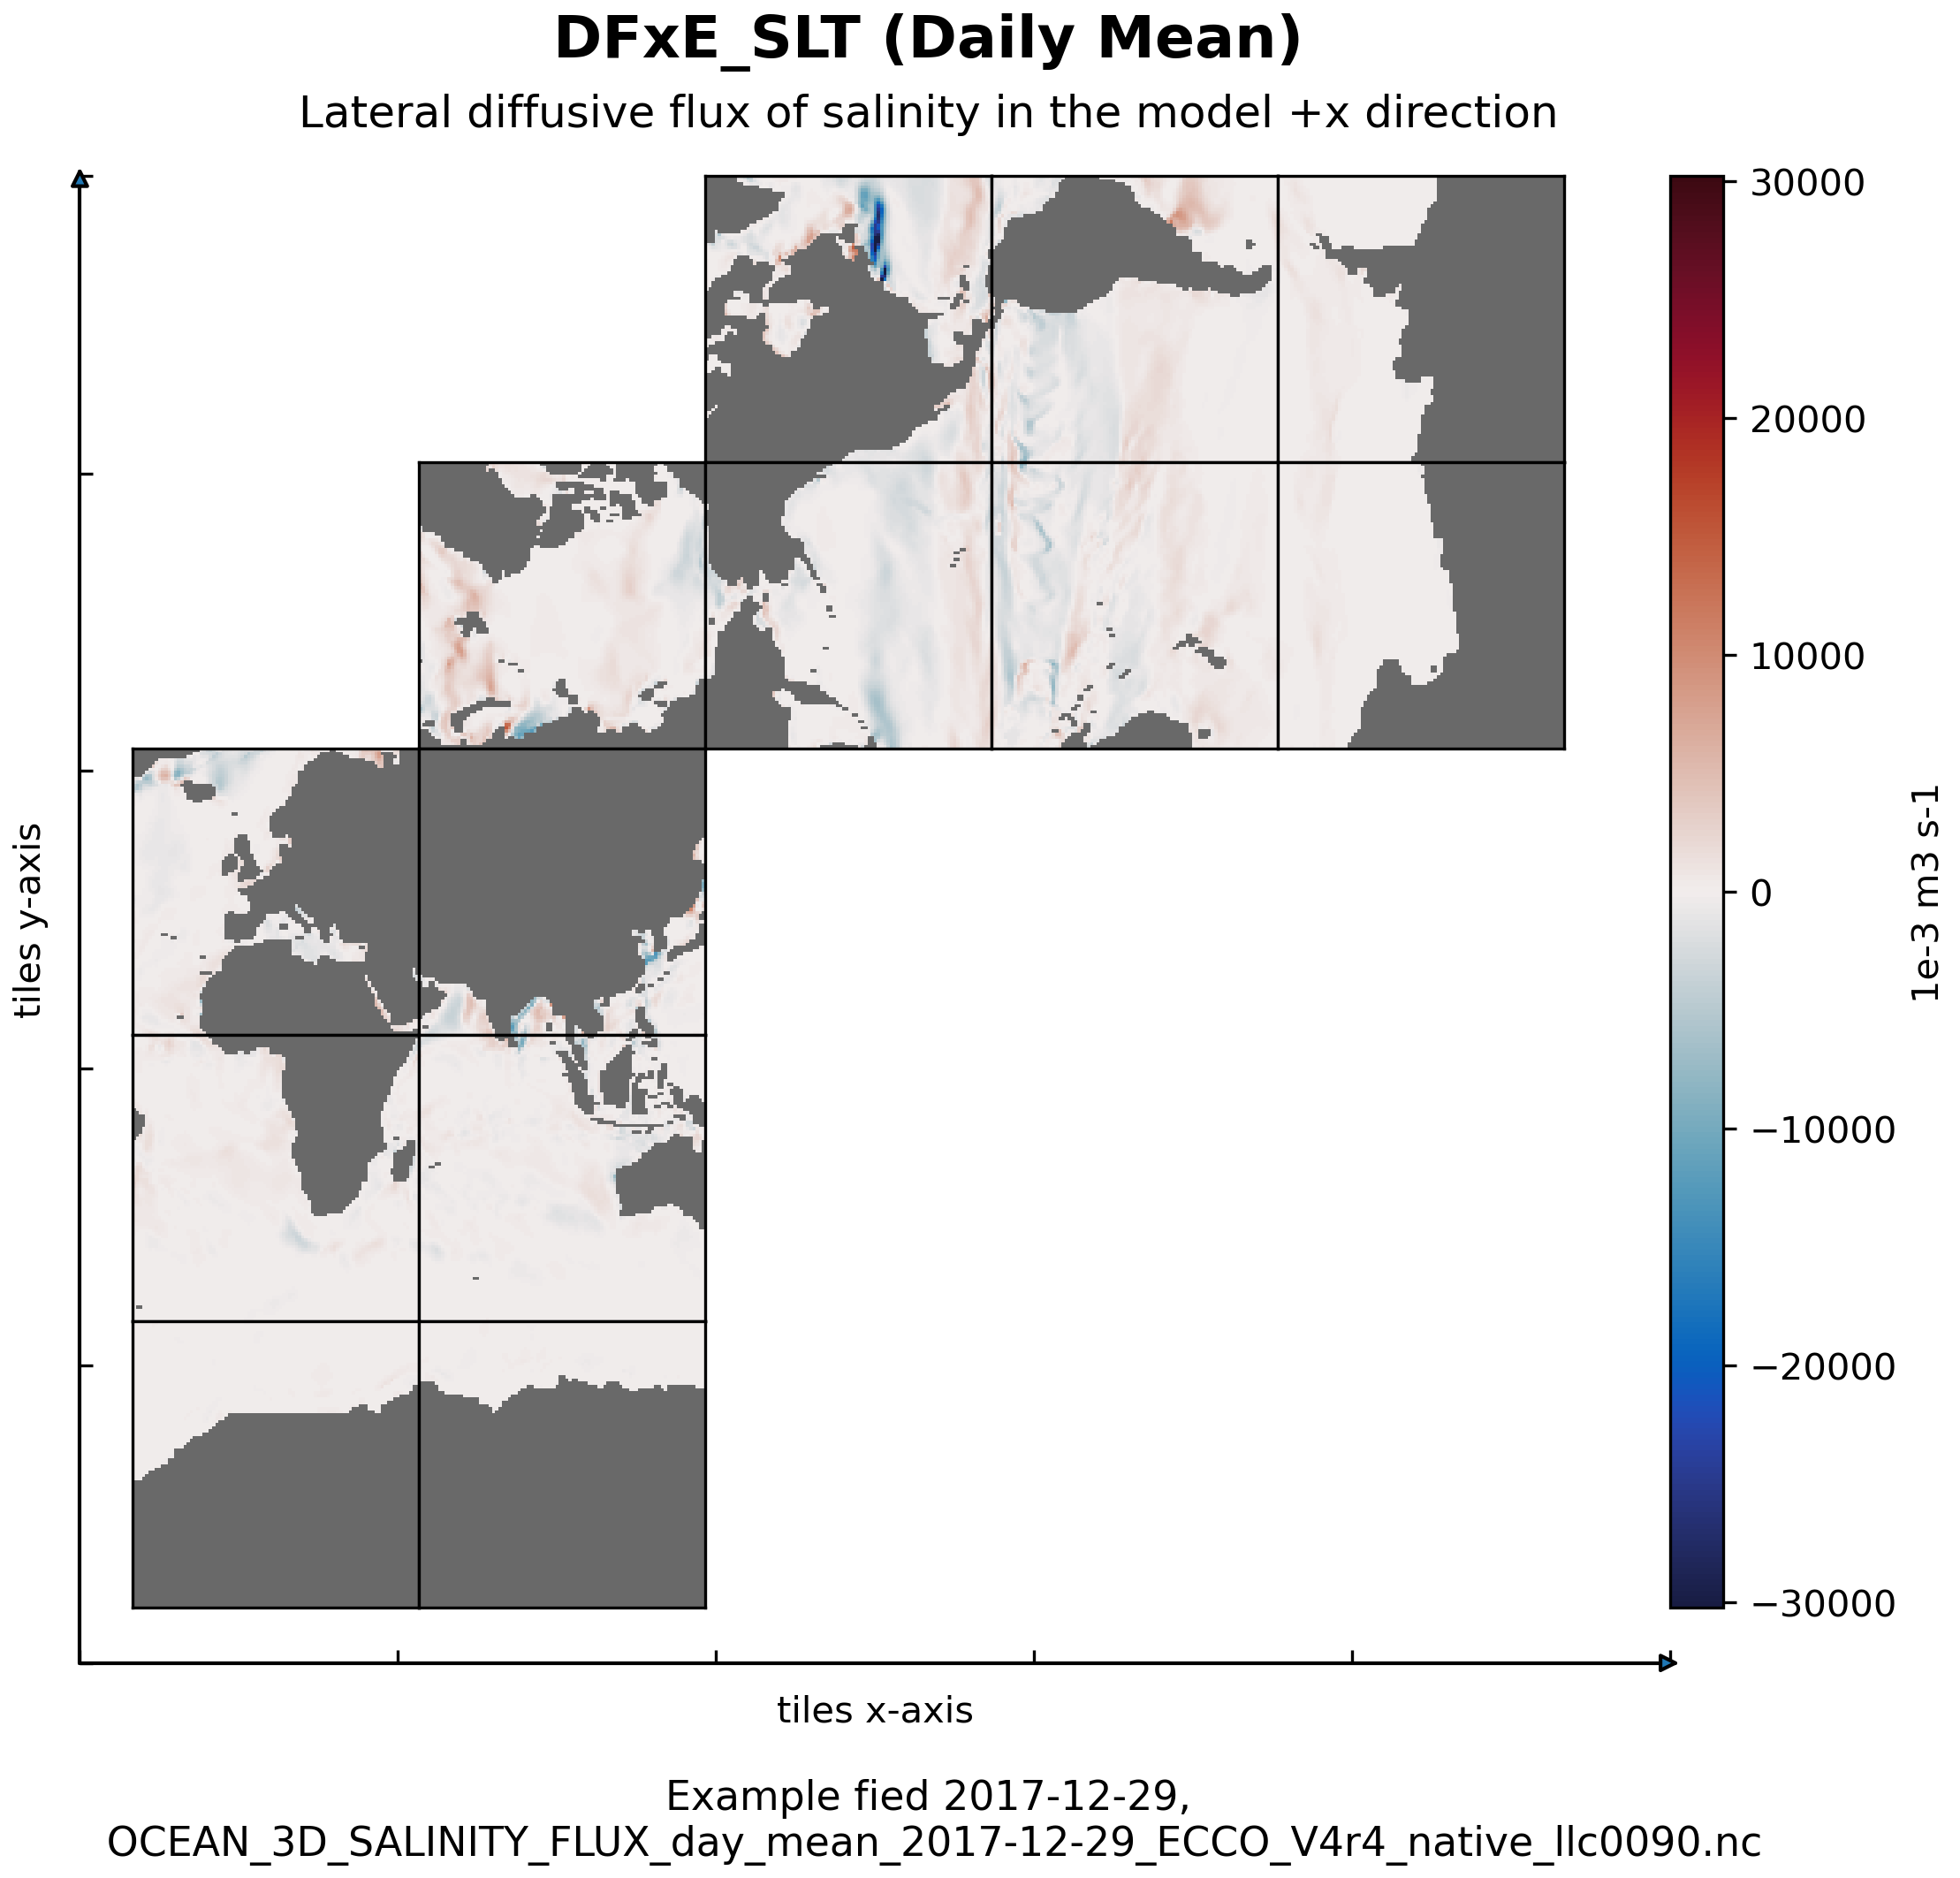 DFxE_SLT (Daily Mean)
Lateral diffusive flux of salinity in the model +x direction
30000
20000
10000
0
−10000
−20000
−30000
1e-3 m3 s-1
tiles y-axis
tiles x-axis
Example fied 2017-12-29,
OCEAN_3D_SALINITY_FLUX_day_mean_2017-12-29_ECCO_V4r4_native_llc0090.nc